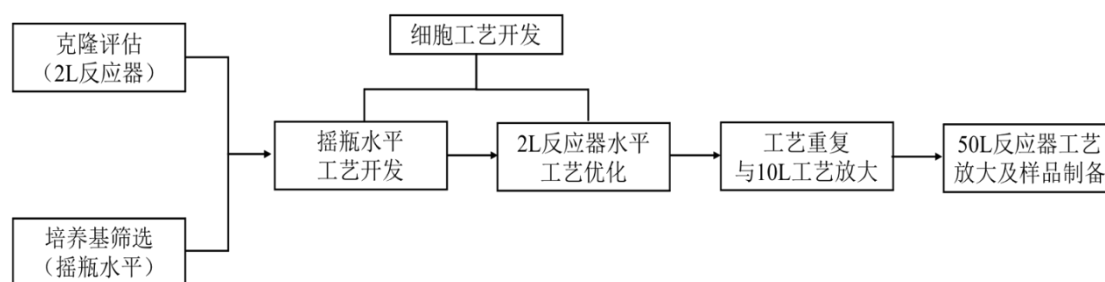 克隆评估
（2L反应器）
培养基筛选
（摇瓶水平）
细胞工艺开发
摇瓶水平
工艺开发
2L反应器水平
工艺优化
工艺重复
与10L工艺放大
50L反应器工艺
放大及样品制备